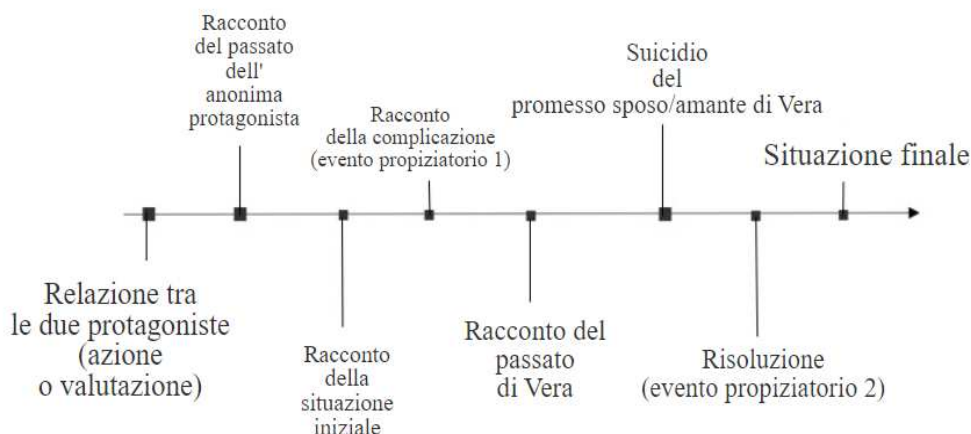 Racconto
del passato
dell'
anonima
protagonista
Racconto
della complicazione
(evento propiziatorio 1)
Suicidio
del
promesso sposo/amante di Vera
Situazione finale
Relazione tra
le due protagoniste
(azione
o valutazione)
Racconto
della
situazione
iniziale
Racconto del
passato
di Vera
Risoluzione
(evento propiziatorio 2)